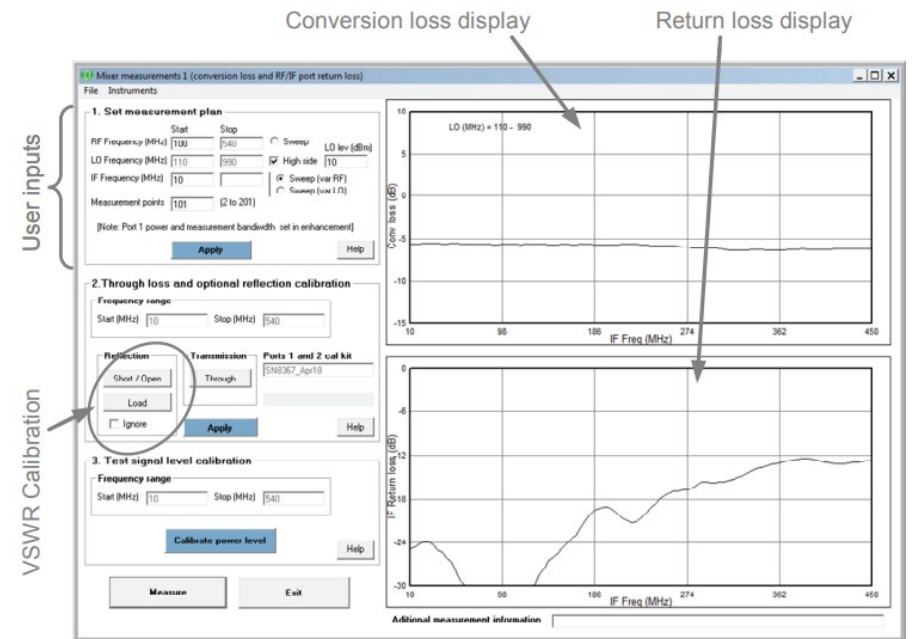 Conversion loss display
Return loss display
User inputs
VSWR Calibration
Mixer measurements 1 (conversion loss and RF/IF port return loss)
File Instruments
1. Set measurement plan
Start Stop
RF Frequency (MHz) 100 540 Sweep LO lev (dBm)
LO Frequency (MHz) 110 990 High side 10
IF Frequency (MHz) 10 Sweep (var RF)
Sweep (var LO)
Measurement points 101 (2 to 201)
[Note: Port 1 power and measurement bandiwdth set in enhancement]
Apply Help
2.Through loss and optional reflection calibration
Frequency range
Start (MHz) 10 Stop (MHz) 540
Reflection Transmission Ports 1 and 2 cal kit
Short / Open Through SN8367_Apr18
Load
Ignore Apply Help
3. Test signal level calibration
Frequency range
Start (MHz) 10 Stop (MHz) 540
Calibrate power level
Help
Measure Exit
LO (MHz) = 110 - 990
10
5
0
-5
-10
-15
Conv loss (dB)
10 98 186 274 362 450
IF Freq (MHz)
0
-6
-12
-18
-24
-30
IF Return loss (dB)
10 98 186 274 362 450
IF Freq (MHz)
Aditional measurement information